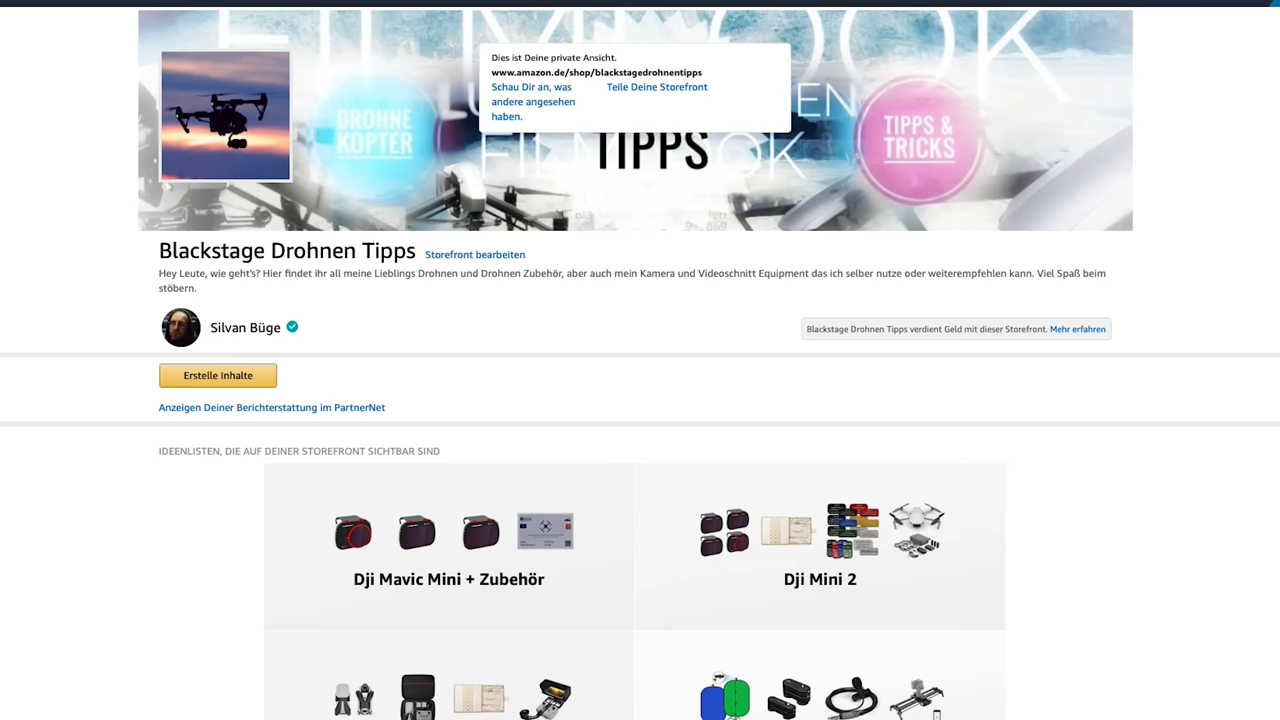 FILMLOOK
Dies ist Deine private Ansicht.
www.amazon.de/shop/blackstagedrohnentipps
Schau Dir an, was
andere angesehen
haben.
Teile Deine Storefront
DROHNE
KOPTER
TIPPS
TIPPS &
TRICKS
Blackstage Drohnen Tipps Storefront bearbeiten
Hey Leute, wie geht's? Hier findet ihr all meine Lieblings Drohnen und Drohnen Zubehör, aber auch mein Kamera und Videoschnitt Equipment das ich selber nutze oder weiterempfehlen kann. Viel Spaß beim
stöbern.
Silvan Büge
Blackstage Drohnen Tipps verdient Geld mit dieser Storefront. Mehr erfahren
Erstelle Inhalte
Anzeigen Deiner Berichterstattung im PartnerNet
IDEENLISTEN, DIE AUF DEINER STOREFRONT SICHTBAR SIND
Dji Mavic Mini + Zubehör
Dji Mini 2